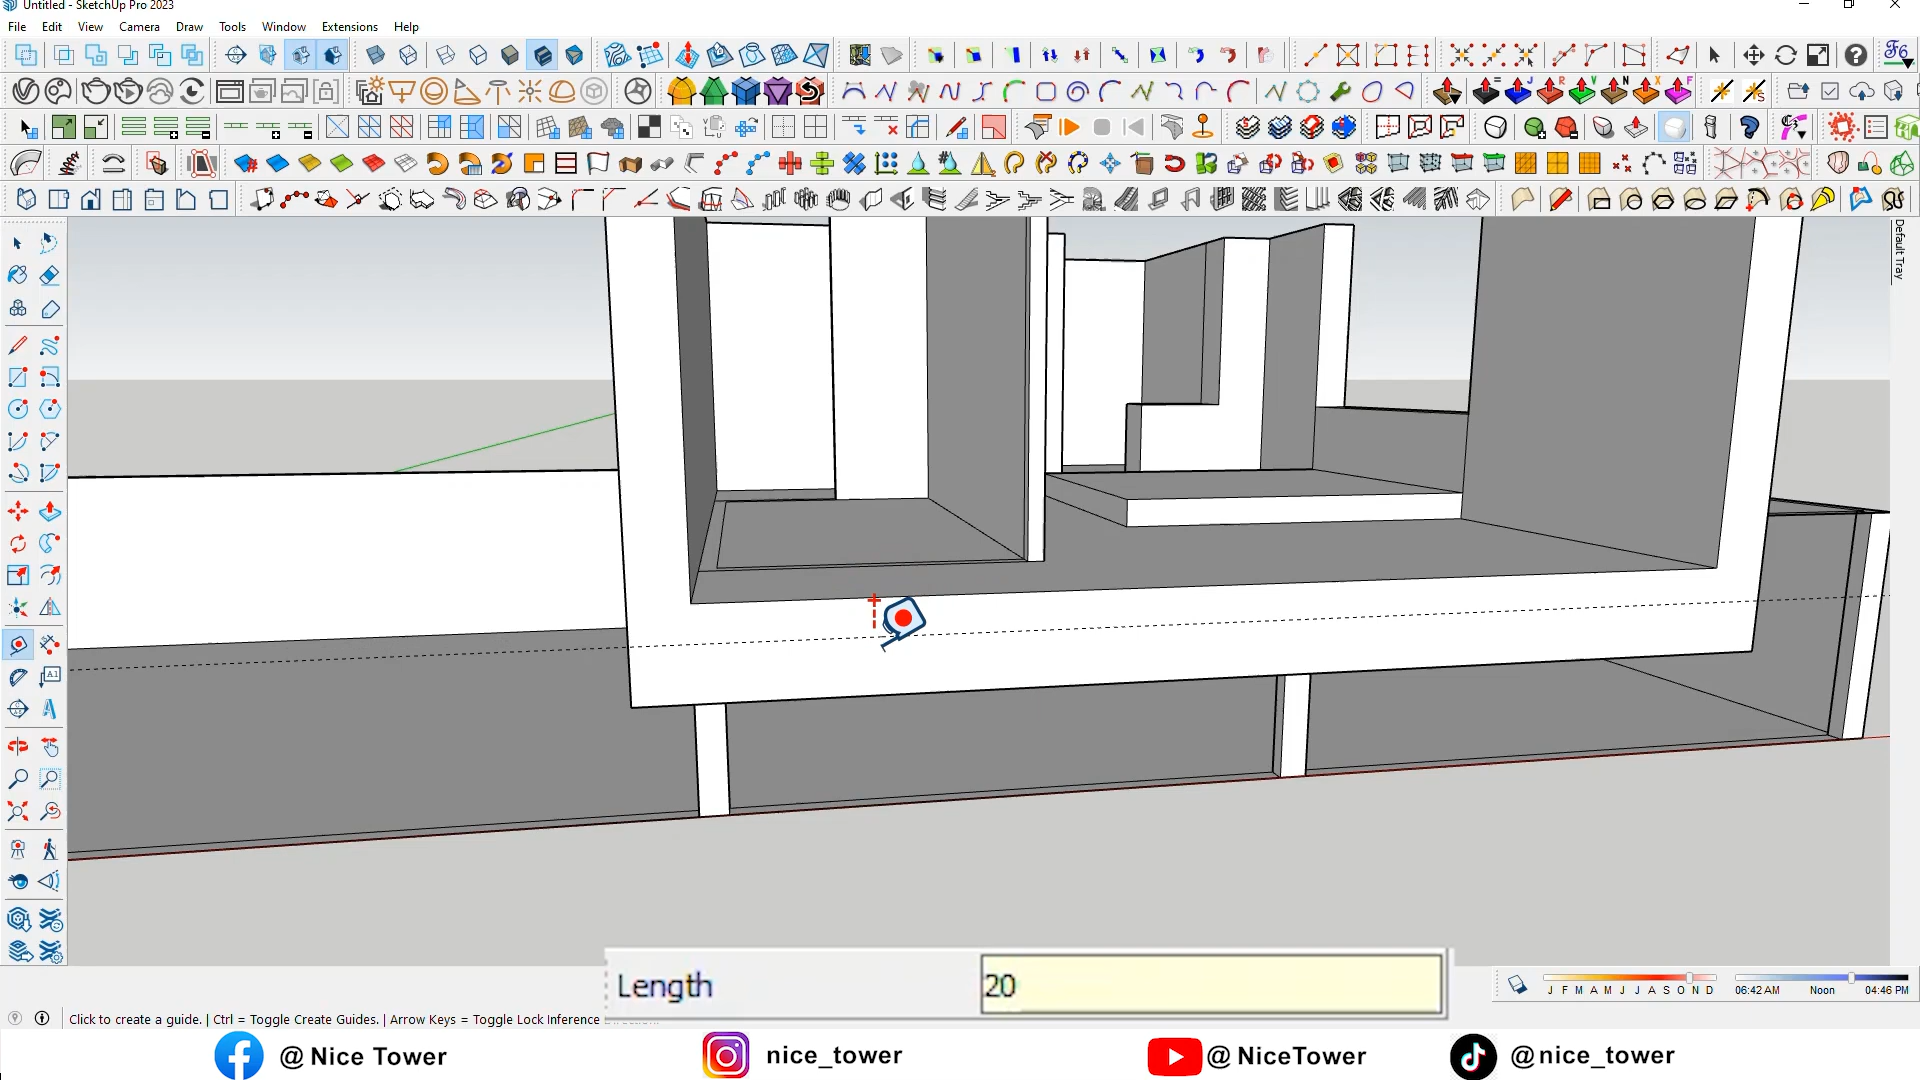 Untitled - SketchUp Pro 2023
File Edit View Camera Draw Tools Window Extensions Help
Default Tray
Length 20
J F M A M J J A S O N D 06:42 AM Noon 04:46 PM
Click to create a guide. | Ctrl = Toggle Create Guides. | Arrow Keys = Toggle Lock Inference
@ Nice Tower nice_tower @ NiceTower @nice_tower